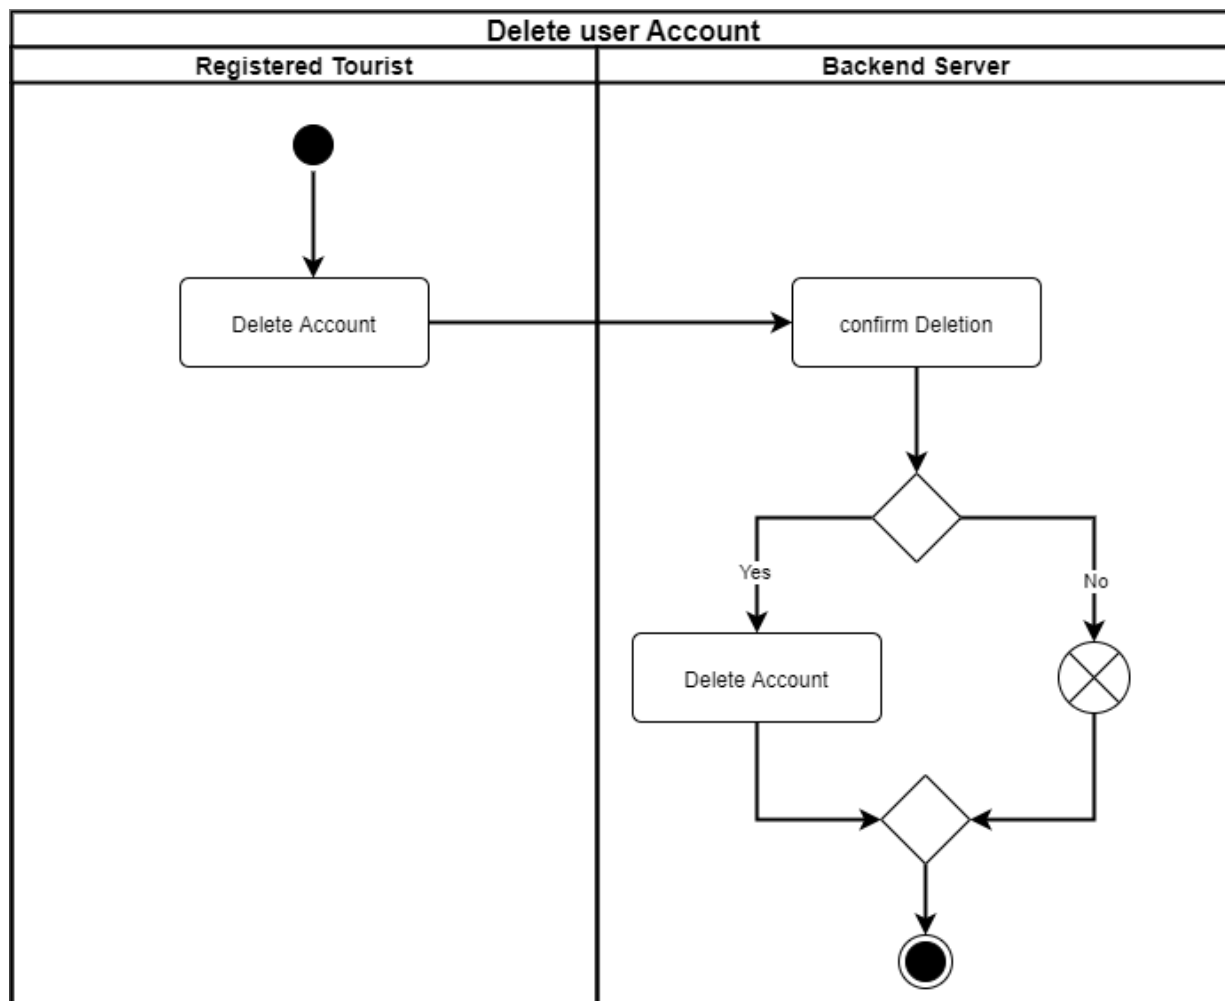 Delete user Account
Registered Tourist
Backend Server
Delete Account
confirm Deletion
Yes
No
Delete Account